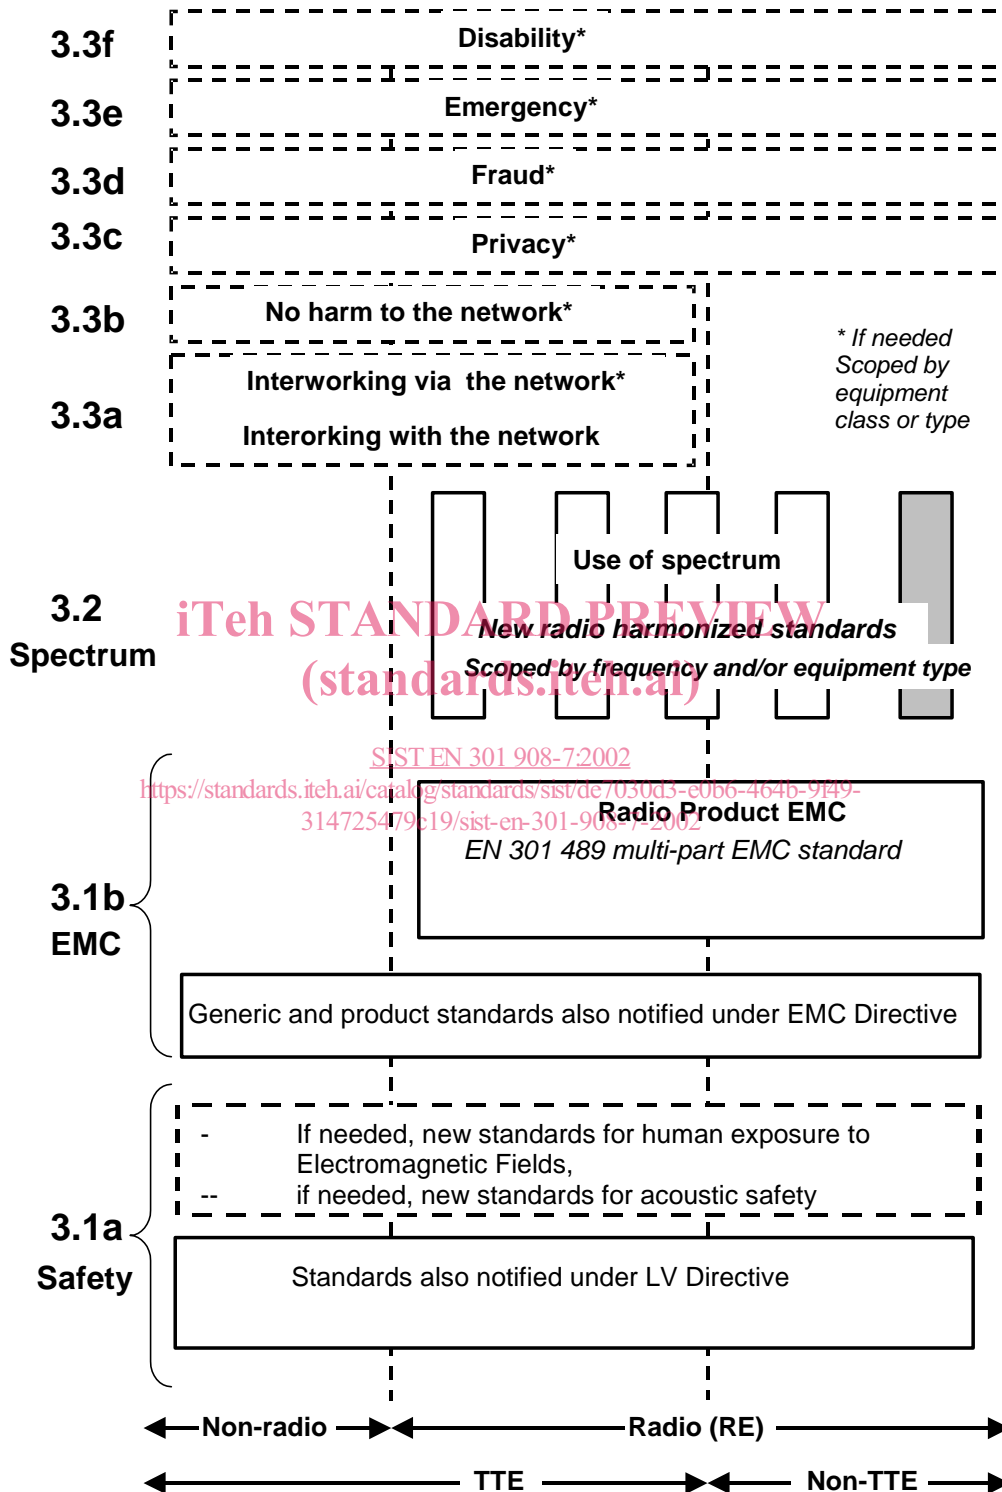 3.3f
Disability*
3.3e
Emergency*
3.3d
Fraud*
3.3c
Privacy*
3.3b
No harm to the network*
* If needed
Scoped by
equipment
class or type
3.3a
Interworking via the network*
Interorking with the network
3.2
Spectrum
Use of spectrum
New radio harmonized standards
Scoped by frequency and/or equipment type
iTeh STANDARD PREVIEW
(standards.iteh.ai)
SIST EN 301 908-7:2002
https://standards.iteh.ai/catalog/standards/sist/de7030d3-e0b6-464b-9f49-
314725479c19/sist-en-301-908-7-2002
3.1b
EMC
Radio Product EMC
EN 301 489 multi-part EMC standard
Generic and product standards also notified under EMC Directive
3.1a
Safety
- If needed, new standards for human exposure to
Electromagnetic Fields,
-- if needed, new standards for acoustic safety
Standards also notified under LV Directive
Non-radio
Radio (RE)
TTE
Non-TTE